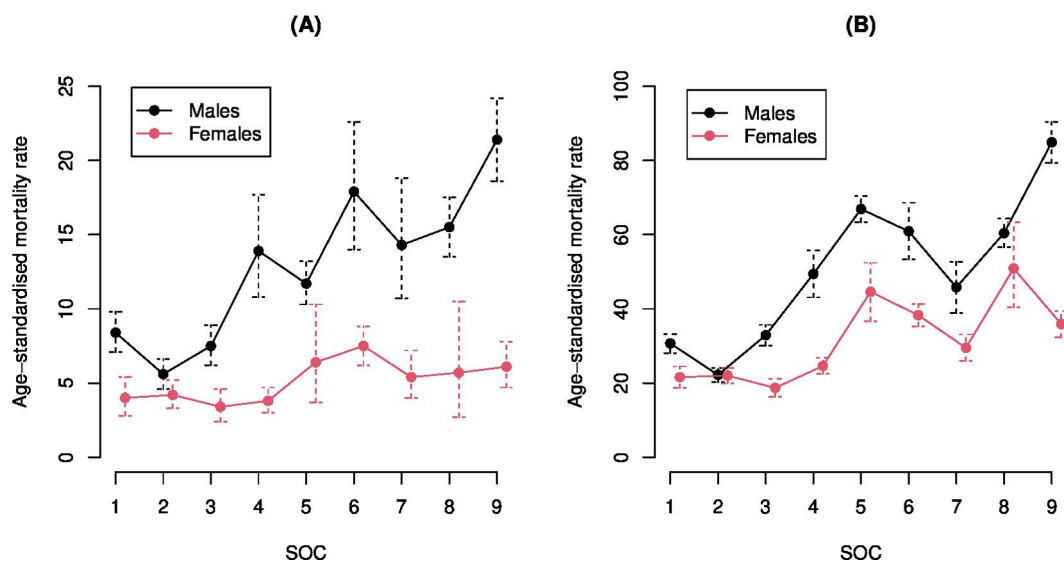 (A)
Age-standardised mortality rate
25
20
15
10
5
0
Males
Females
1 2 3 4 5 6 7 8 9
SOC
(B)
Age-standardised mortality rate
100
80
60
40
20
0
Males
Females
1 2 3 4 5 6 7 8 9
SOC